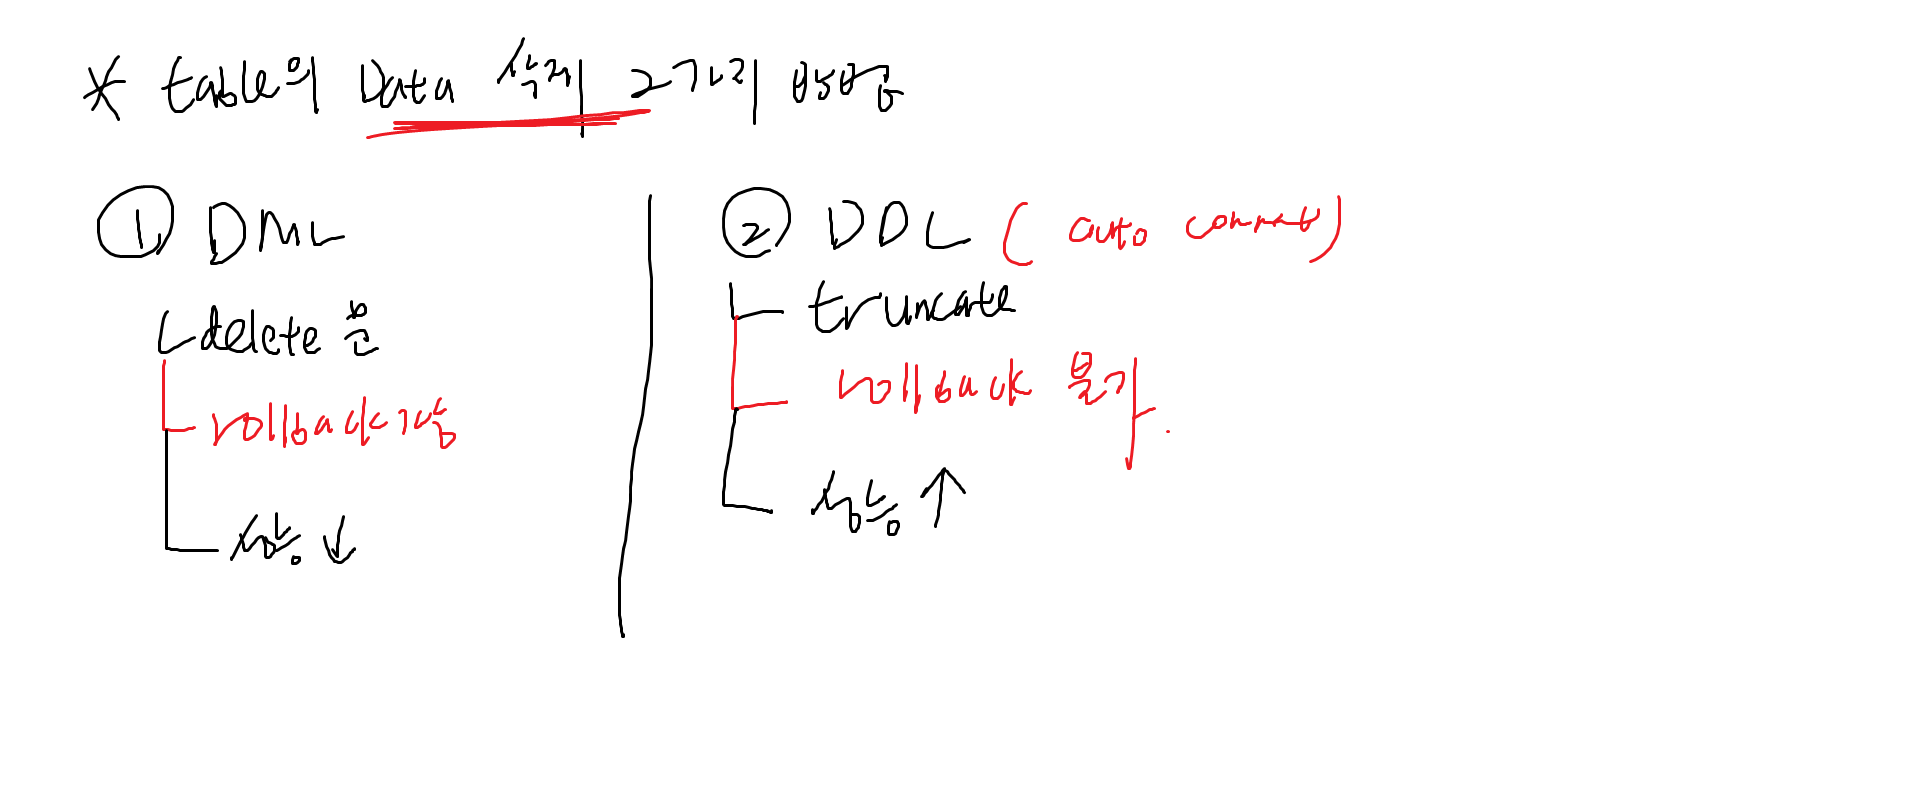 * table의 Data 삭제 2가지 방법
① DML
delete 문
rollback 가능
성능 ↓
② DDL ( auto commit )
truncate
rollback 불가.
성능 ↑